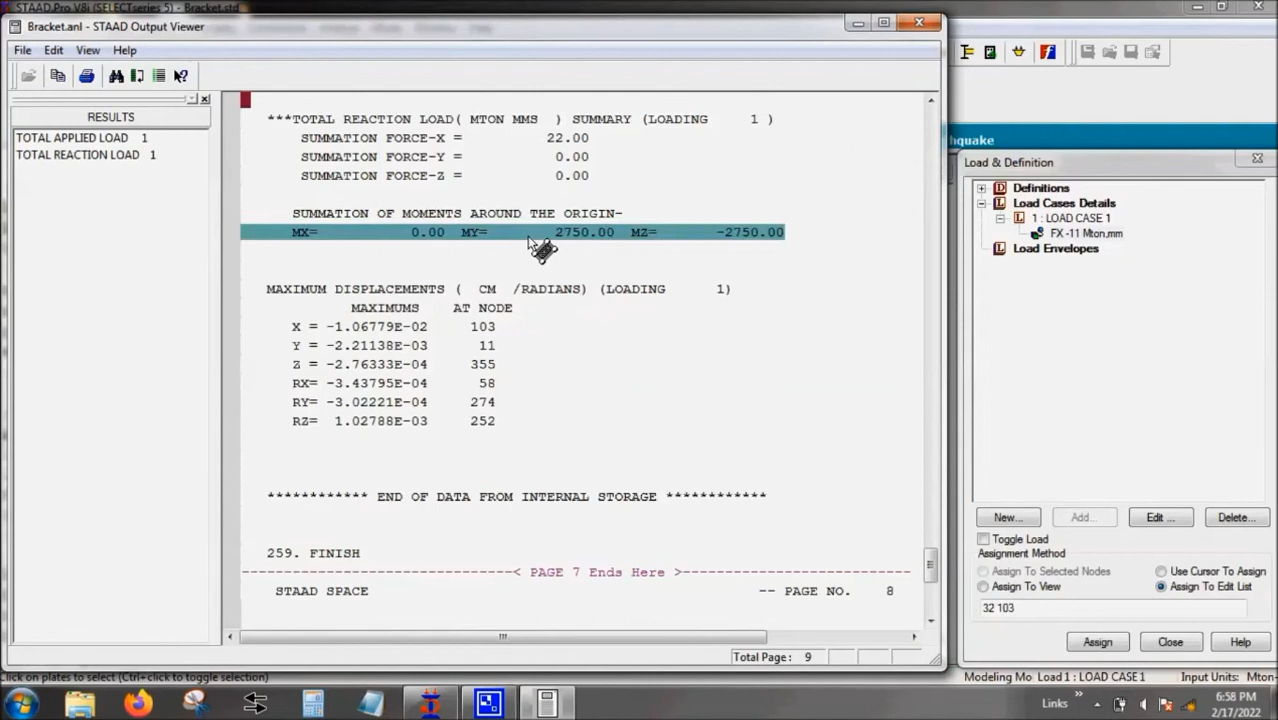 STAAD.Pro V8i (SELECTseries 5) - Bracket.std
Bracket.anl - STAAD Output Viewer
File Edit View Help
RESULTS
TOTAL APPLIED LOAD 1
TOTAL REACTION LOAD 1
***TOTAL REACTION LOAD( MTON MMS ) SUMMARY (LOADING 1 )
SUMMATION FORCE-X = 22.00
SUMMATION FORCE-Y = 0.00
SUMMATION FORCE-Z = 0.00
SUMMATION OF MOMENTS AROUND THE ORIGIN-
MX= 0.00 MY= 2750.00 MZ= -2750.00
MAXIMUM DISPLACEMENTS ( CM /RADIANS) (LOADING 1)
MAXIMUMS AT NODE
X = -1.06779E-02 103
Y = -2.21138E-03 11
Z = -2.76333E-04 355
RX= -3.43795E-04 58
RY= -3.02221E-04 274
RZ= 1.02788E-03 252
************ END OF DATA FROM INTERNAL STORAGE ************
259. FINISH
< PAGE 7 Ends Here >
STAAD SPACE -- PAGE NO. 8
Total Page: 9
hquake
Load & Definition
D Definitions
L Load Cases Details
L 1 : LOAD CASE 1
FX -11 Mton,mm
L Load Envelopes
New... Add... Edit ... Delete...
Toggle Load
Assignment Method
Assign To Selected Nodes Use Cursor To Assign
Assign To View Assign To Edit List
32 103
Assign Close Help
Click on plates to select (Ctrl+click to toggle selection)
Modeling Mo Load 1 : LOAD CASE 1 Input Units: Mton-
Links
6:58 PM
2/17/2022